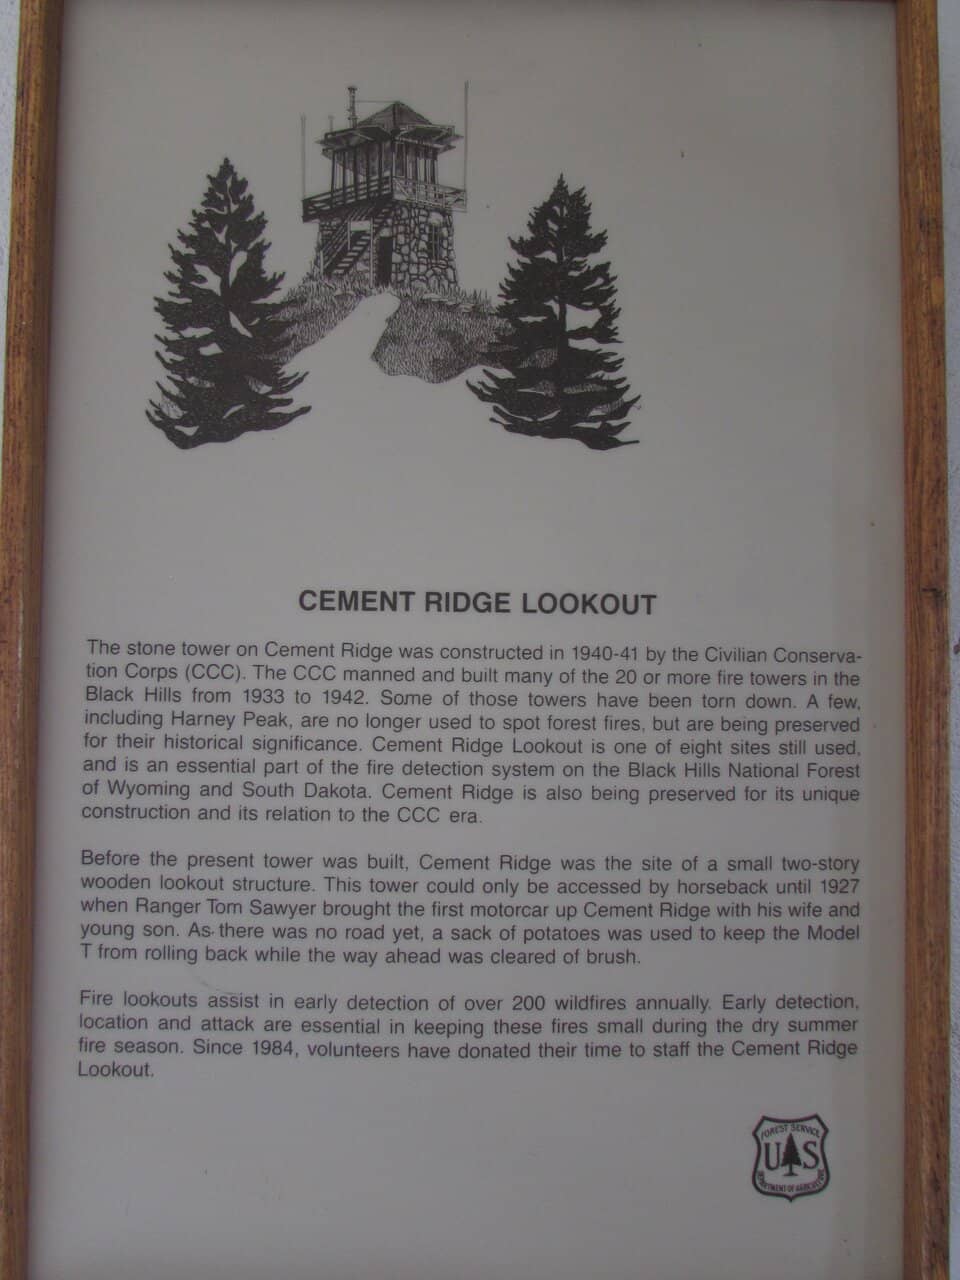 CEMENT RIDGE LOOKOUT
The stone tower on Cement Ridge was constructed in 1940-41 by the Civilian Conserva-
tion Corps (CCC). The CCC manned and built many of the 20 or more fire towers in the
Black Hills from 1933 to 1942. Some of those towers have been torn down. A few,
including Harney Peak, are no longer used to spot forest fires, but are being preserved
for their historical significance. Cement Ridge Lookout is one of eight sites still used,
and is an essential part of the fire detection system on the Black Hills National Forest
of Wyoming and South Dakota. Cement Ridge is also being preserved for its unique
construction and its relation to the CCC era.
Before the present tower was built, Cement Ridge was the site of a small two-story
wooden lookout structure. This tower could only be accessed by horseback until 1927
when Ranger Tom Sawyer brought the first motorcar up Cement Ridge with his wife and
young son. As there was no road yet, a sack of potatoes was used to keep the Model
T from rolling back while the way ahead was cleared of brush.
Fire lookouts assist in early detection of over 200 wildfires annually. Early detection,
location and attack are essential in keeping these fires small during the dry summer
fire season. Since 1984, volunteers have donated their time to staff the Cement Ridge
Lookout.
FOREST SERVICE
U S
DEPARTMENT OF AGRICULTURE